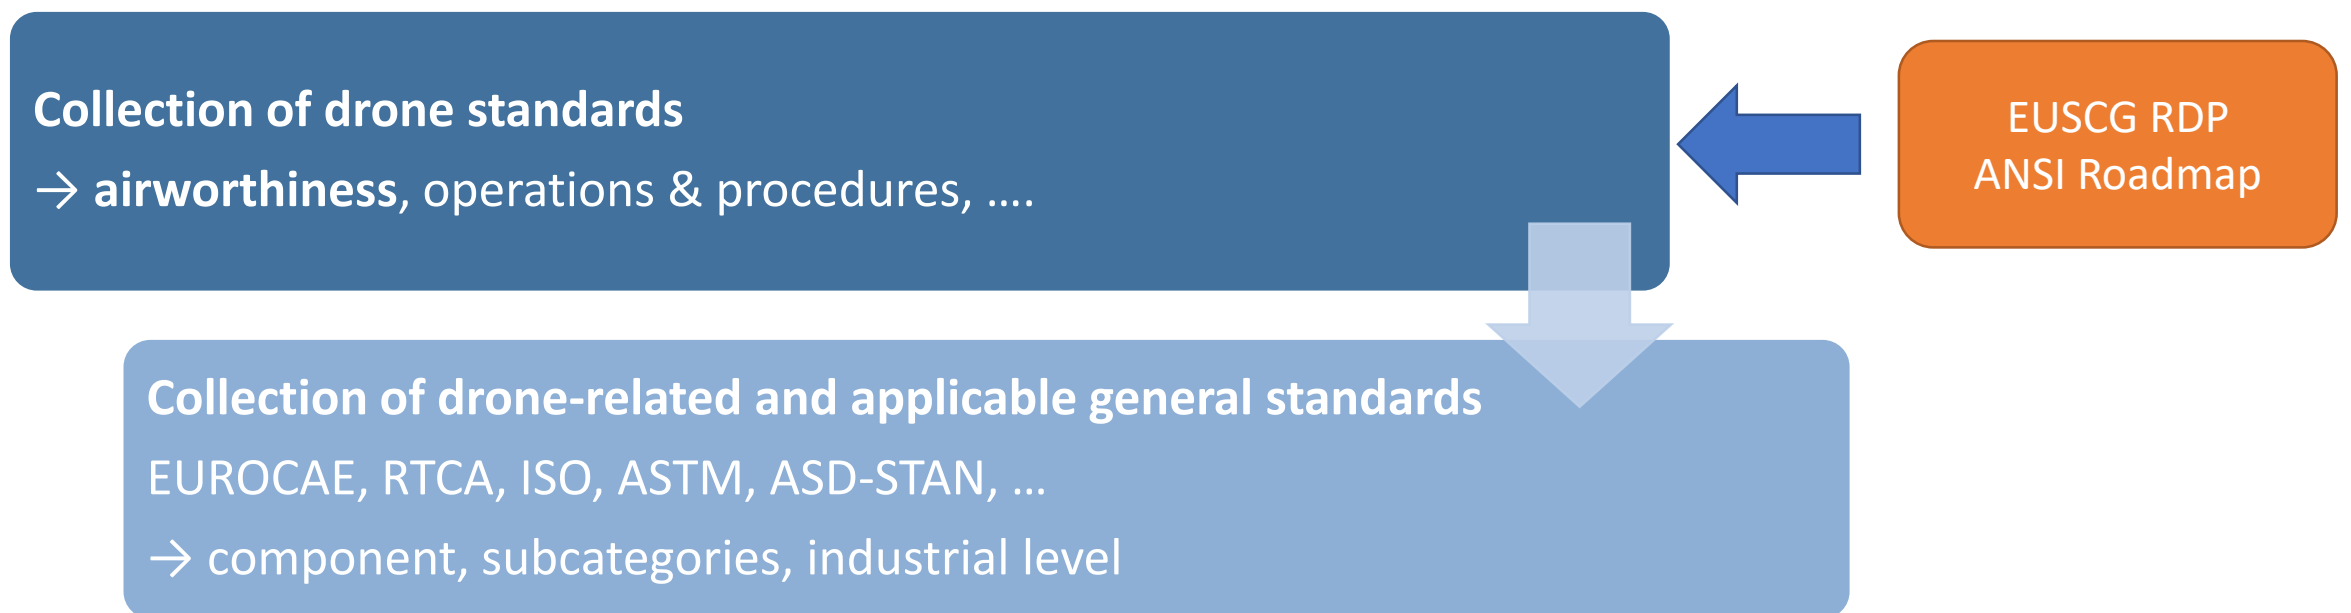 Collection of drone standards
→ airworthiness, operations & procedures, ....
EUSCG RDP
ANSI Roadmap
Collection of drone-related and applicable general standards
EUROCAE, RTCA, ISO, ASTM, ASD-STAN, ...
→ component, subcategories, industrial level